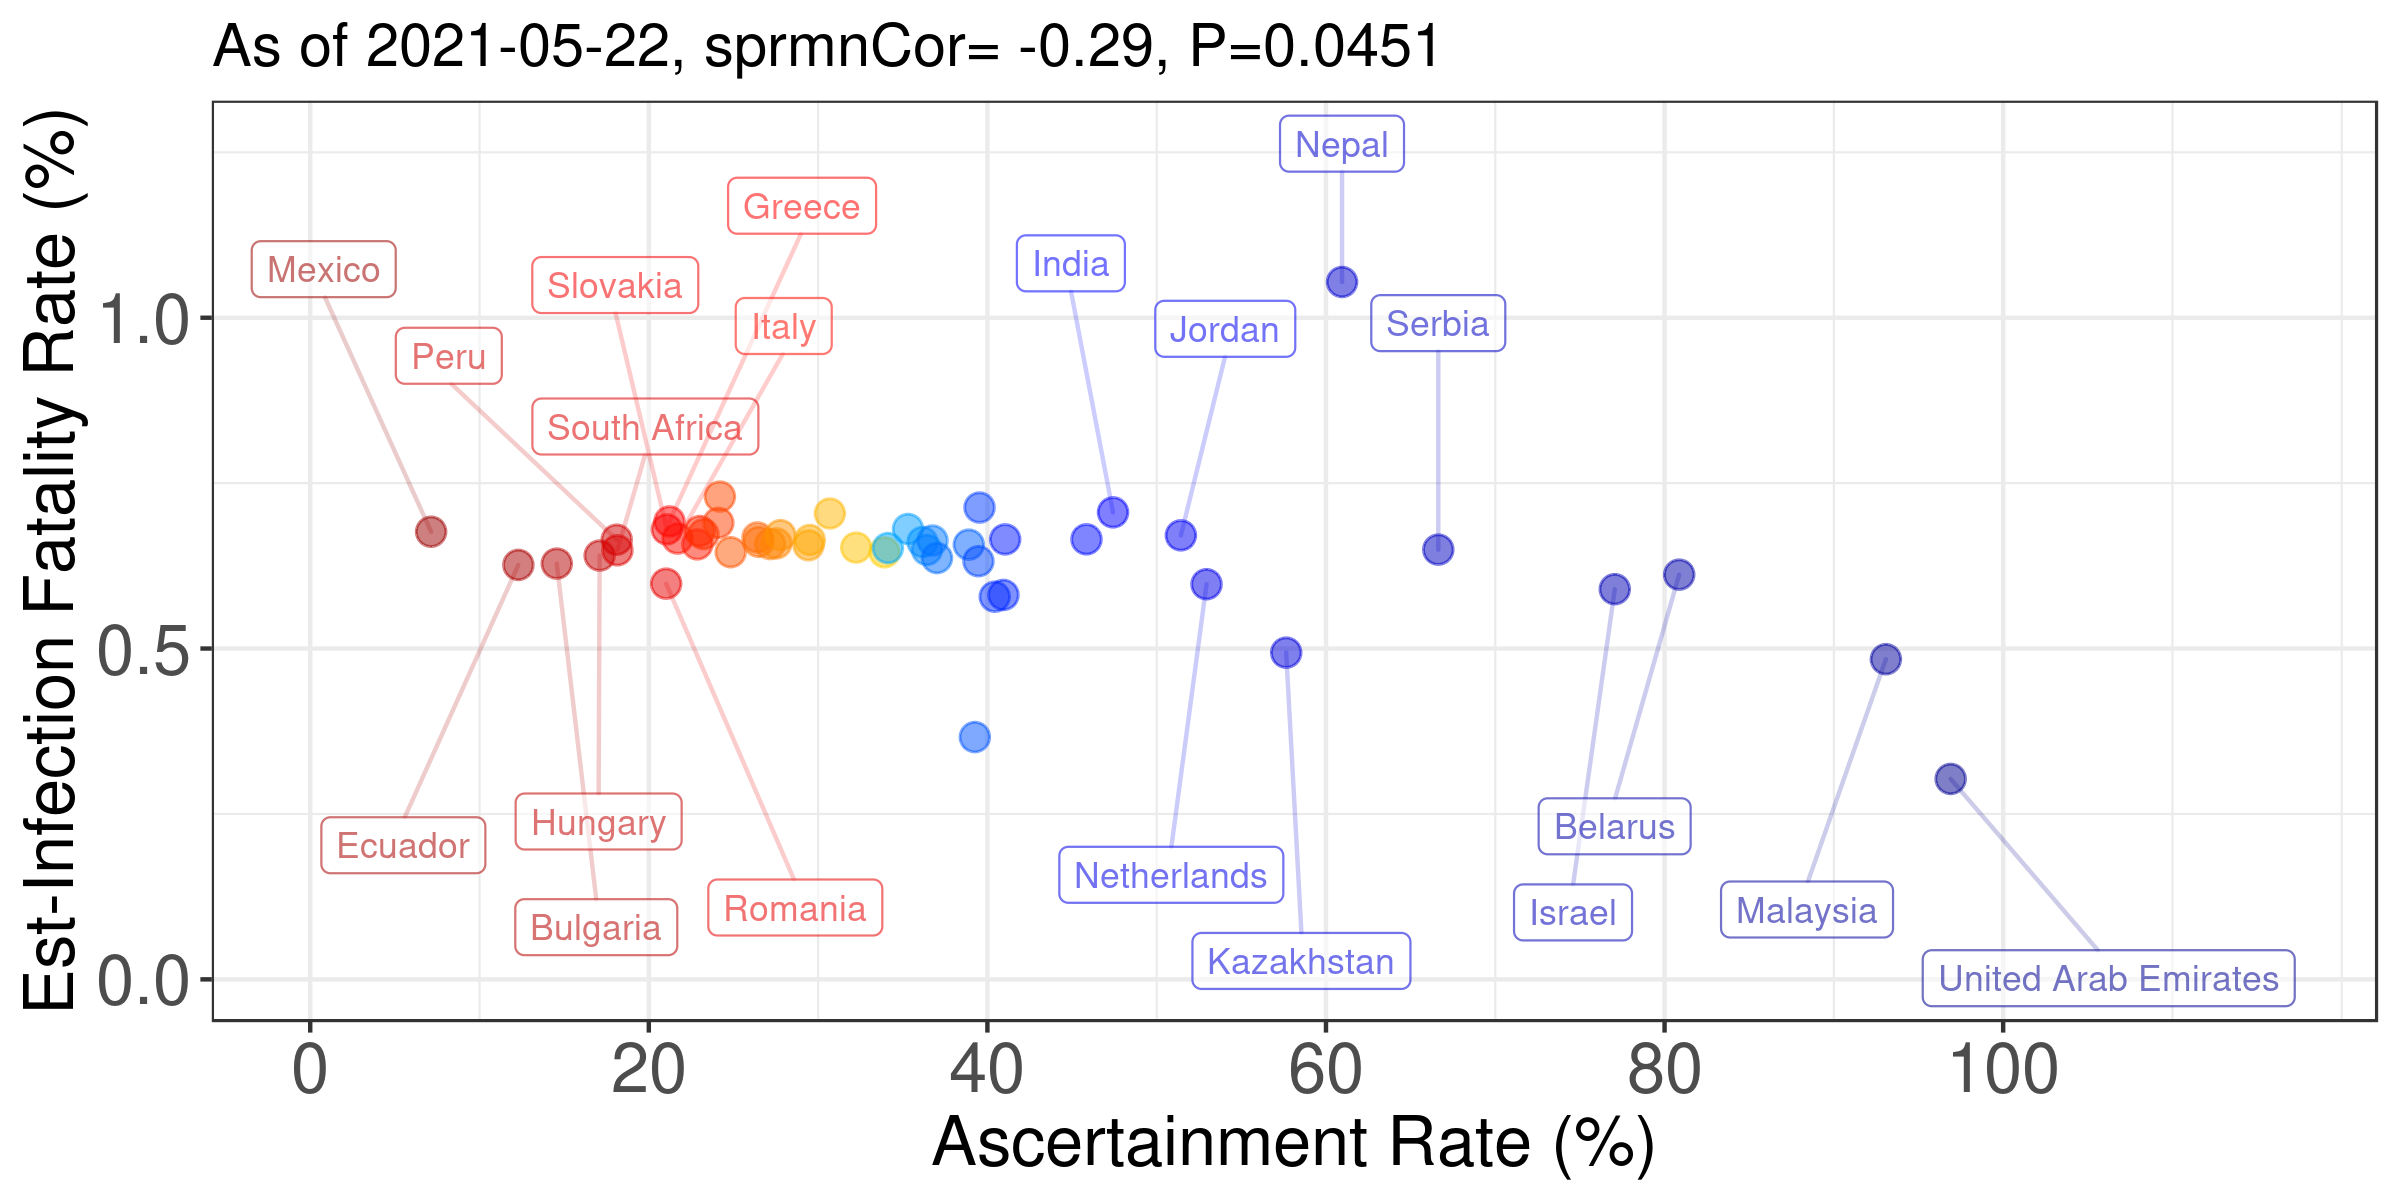 As of 2021-05-22, sprmnCor= -0.29, P=0.0451
Est-Infection Fatality Rate (%)
1.0
0.5
0.0
Nepal
Greece
Mexico
Slovakia
India
Italy
Jordan
Serbia
Peru
South Africa
Hungary
Belarus
Ecuador
Netherlands
Romania
Israel
Malaysia
Bulgaria
Kazakhstan
United Arab Emirates
0
20
40
60
80
100
Ascertainment Rate (%)